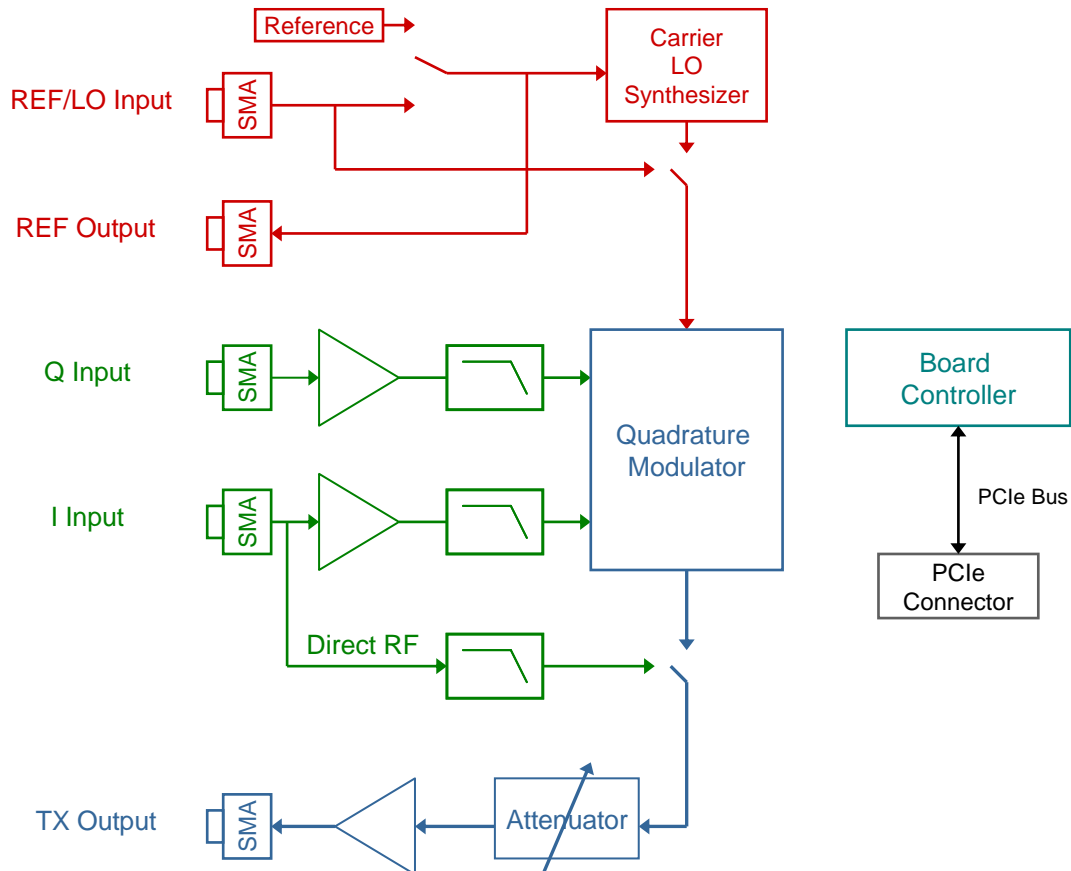 Reference
Carrier
LO
Synthesizer
REF/LO Input
SMA
REF Output
SMA
Q Input
SMA
Quadrature
Modulator
Board
Controller
I Input
SMA
PCIe Bus
PCIe
Connector
Direct RF
TX Output
SMA
Attenuator